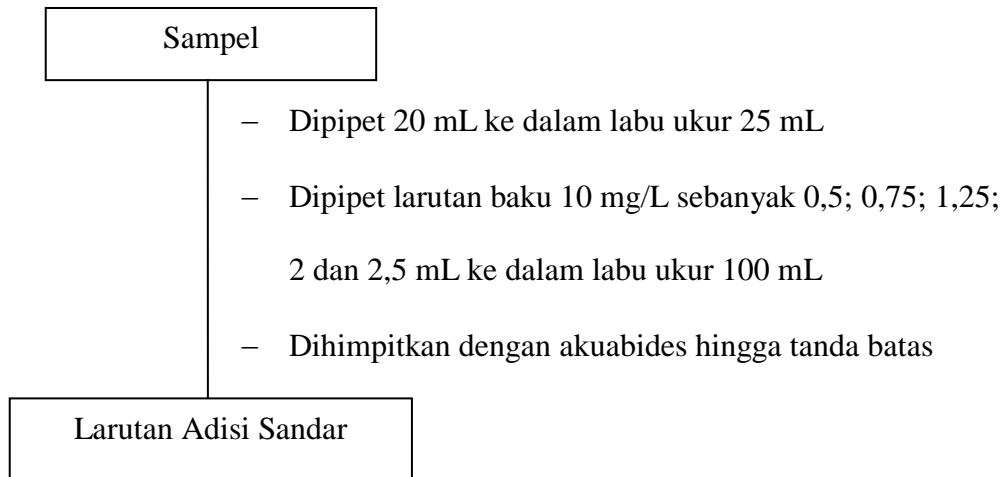 Sampel
– Dipipet 20 mL ke dalam labu ukur 25 mL
– Dipipet larutan baku 10 mg/L sebanyak 0,5; 0,75; 1,25;
2 dan 2,5 mL ke dalam labu ukur 100 mL
– Dihimpitkan dengan akuabides hingga tanda batas
Larutan Adisi Sandar